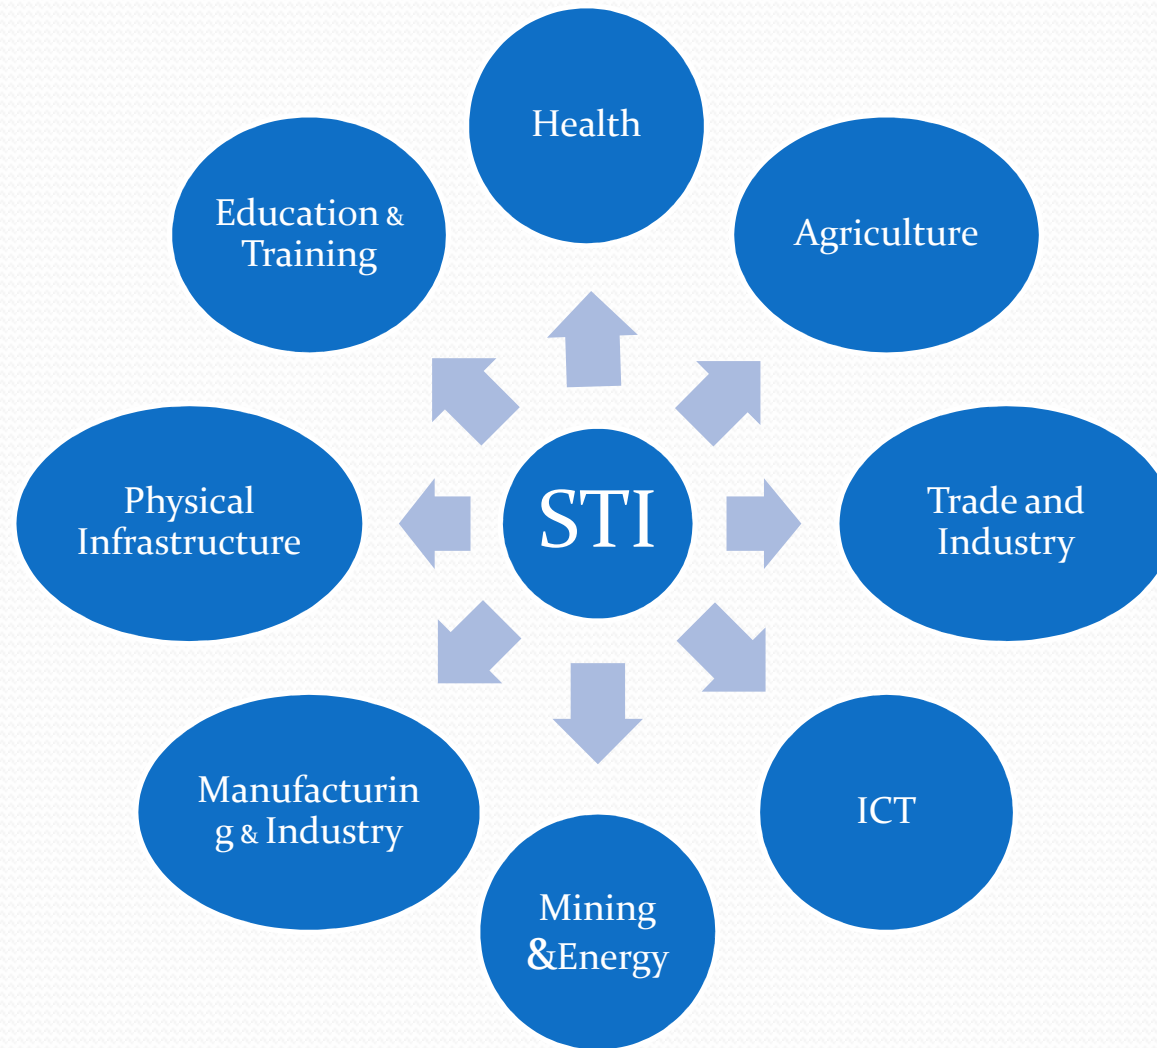 Health
Education &
Training
Agriculture
Physical
Infrastructure
STI
Trade and
Industry
Manufacturin
g & Industry
ICT
Mining
&Energy